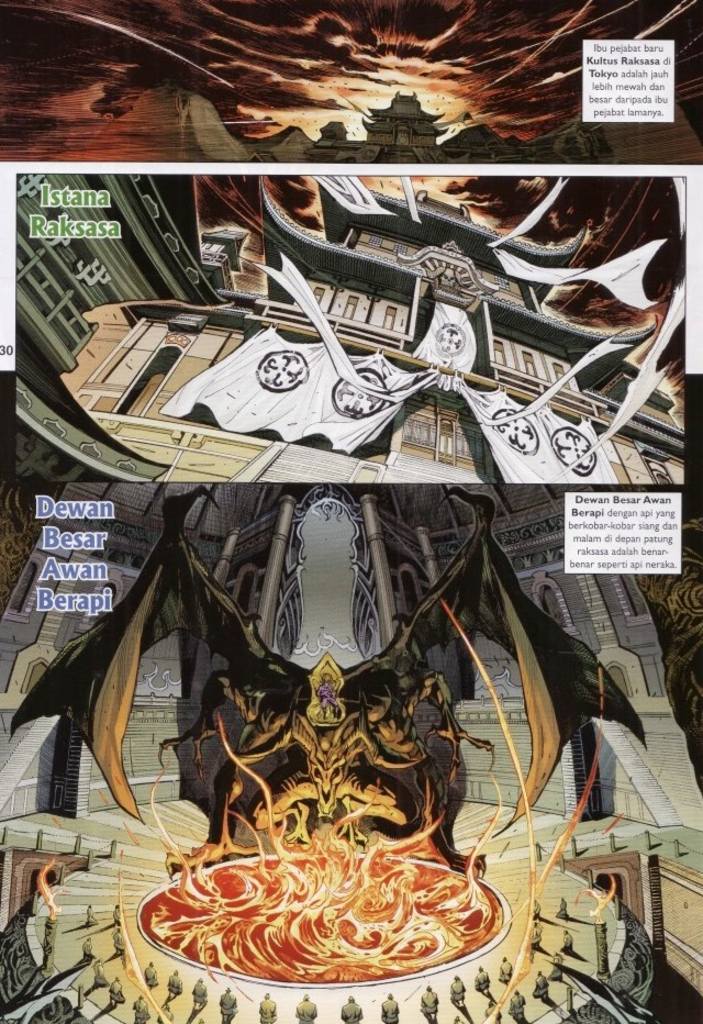 Ibu pejabat baru
Kultus Raksasa di
Tokyo adalah jauh
lebih mewah dan
besar daripada ibu
pejabat lamanya.
Istana
Raksasa
30
Dewan
Besar
Awan
Berapi
Dewan Besar Awan
Berapi dengan api yang
berkobar-kobar siang dan
malam di depan patung
raksasa adalah benar-
benar seperti api neraka.